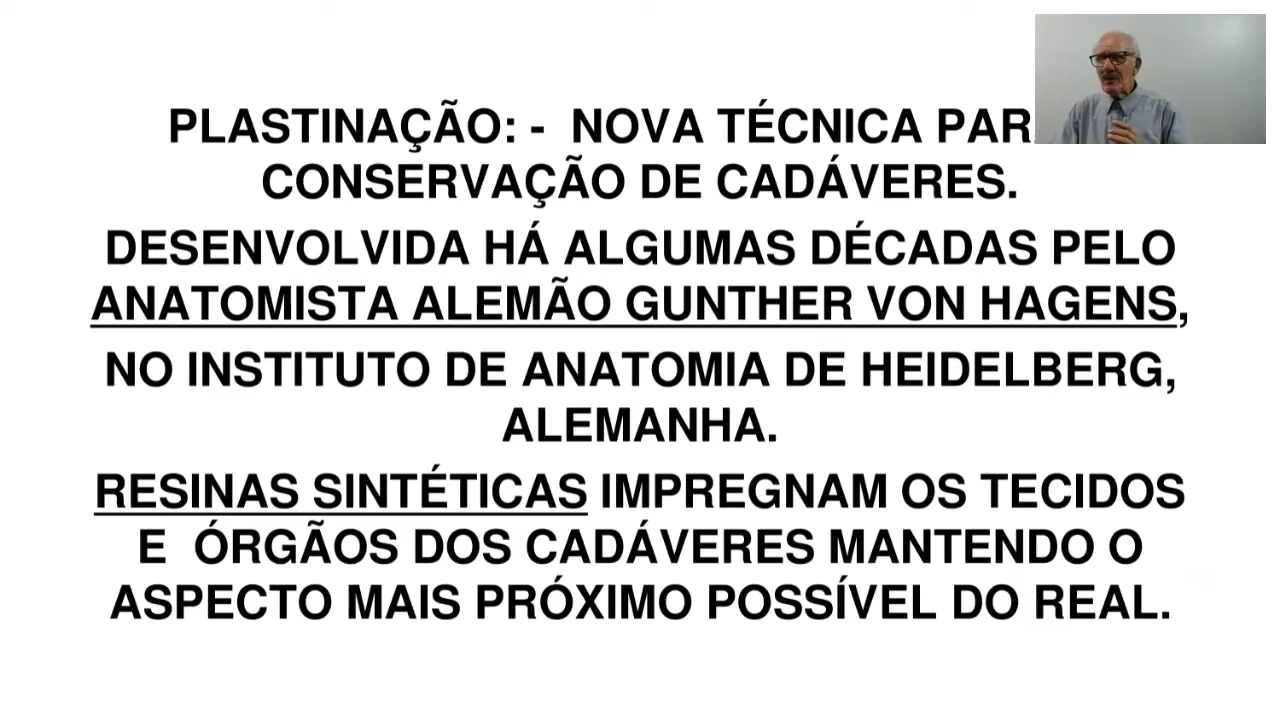 PLASTINAÇÃO: -  NOVA TÉCNICA PAR
CONSERVAÇÃO DE CADÁVERES.
DESENVOLVIDA HÁ ALGUMAS DÉCADAS PELO
ANATOMISTA ALEMÃO GUNTHER VON HAGENS,
NO INSTITUTO DE ANATOMIA DE HEIDELBERG,
ALEMANHA.
RESINAS SINTÉTICAS IMPREGNAM OS TECIDOS
E  ÓRGÃOS DOS CADÁVERES MANTENDO O
ASPECTO MAIS PRÓXIMO POSSÍVEL DO REAL.